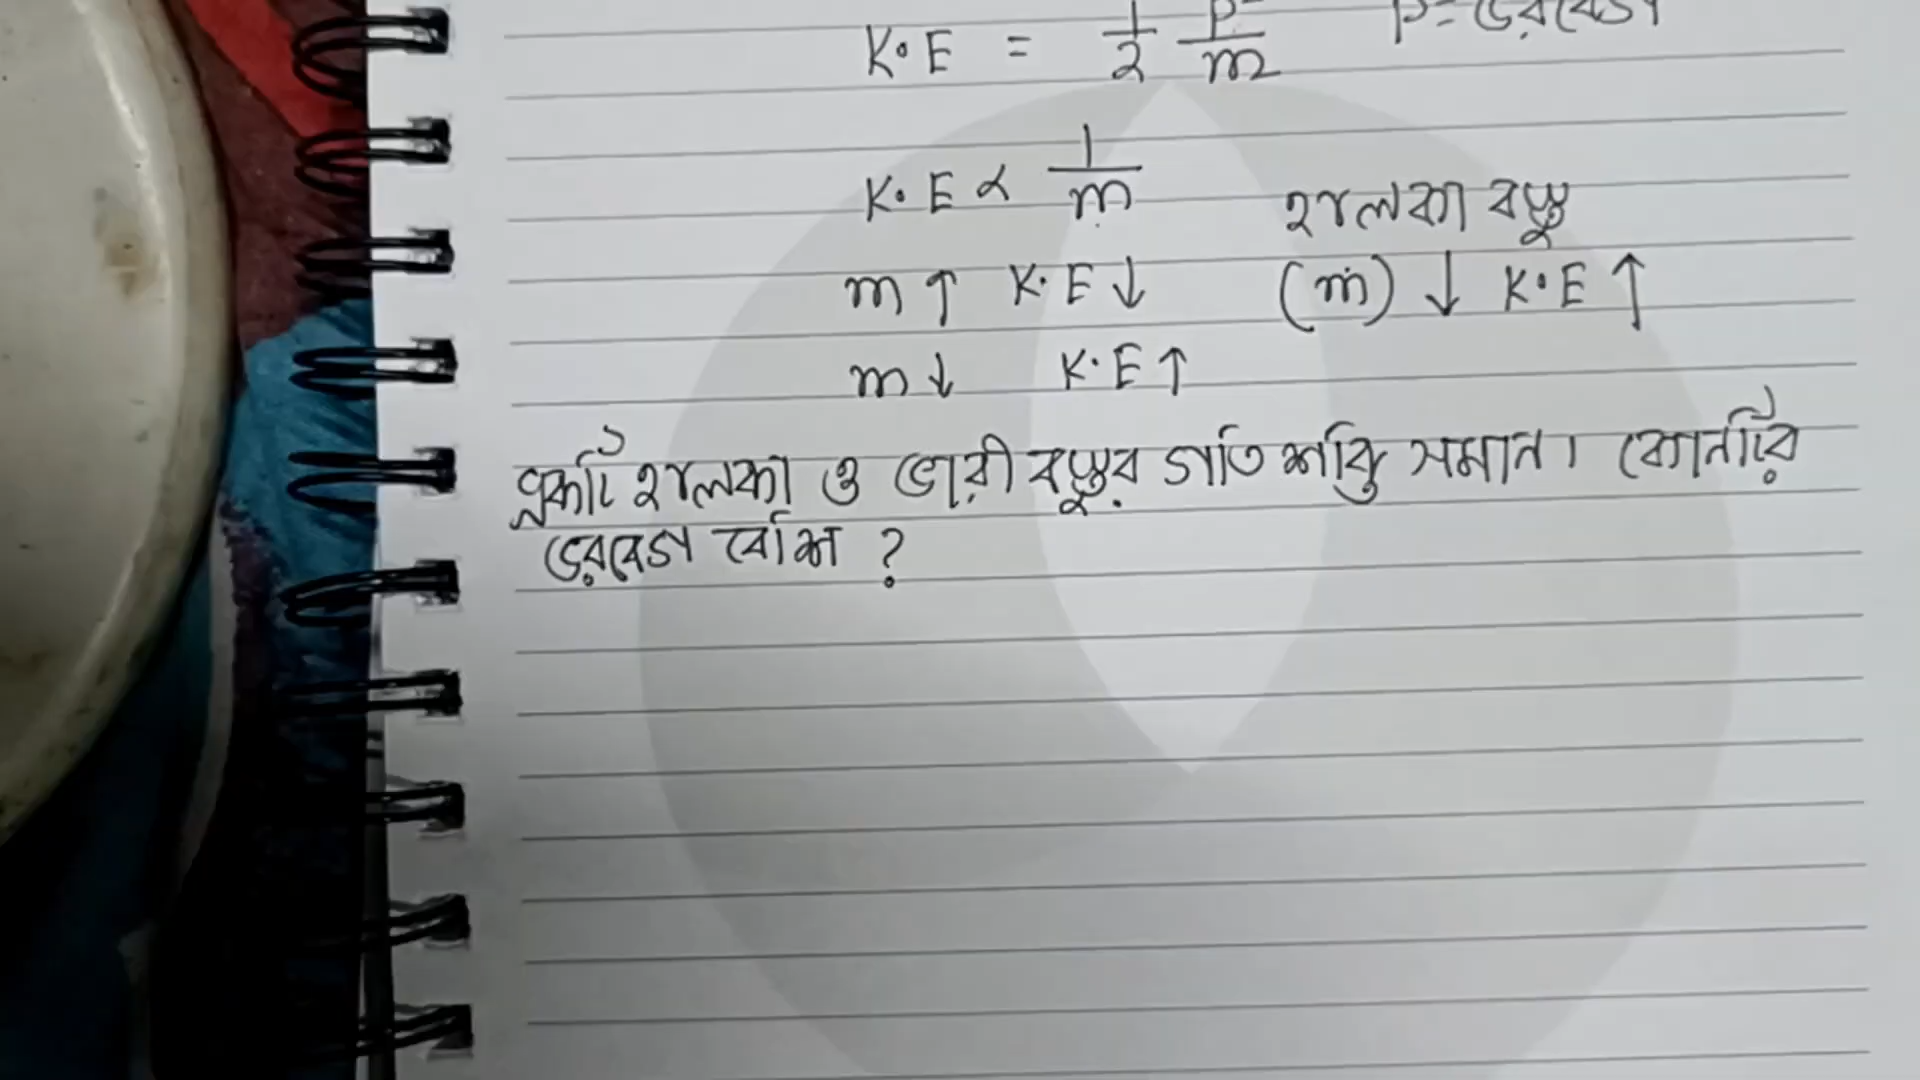 K·E = 1/2 P²/m P = ভরবেগ
K·E ∝ 1/m হালকা বস্তু
m ↑ K·E ↓ (m) ↓ K·E ↑
m ↓ K·E ↑
একটি হালকা ও ভারী বস্তুর গতি শক্তি সমান। কোনটির
ভরবেগ বেশি ?